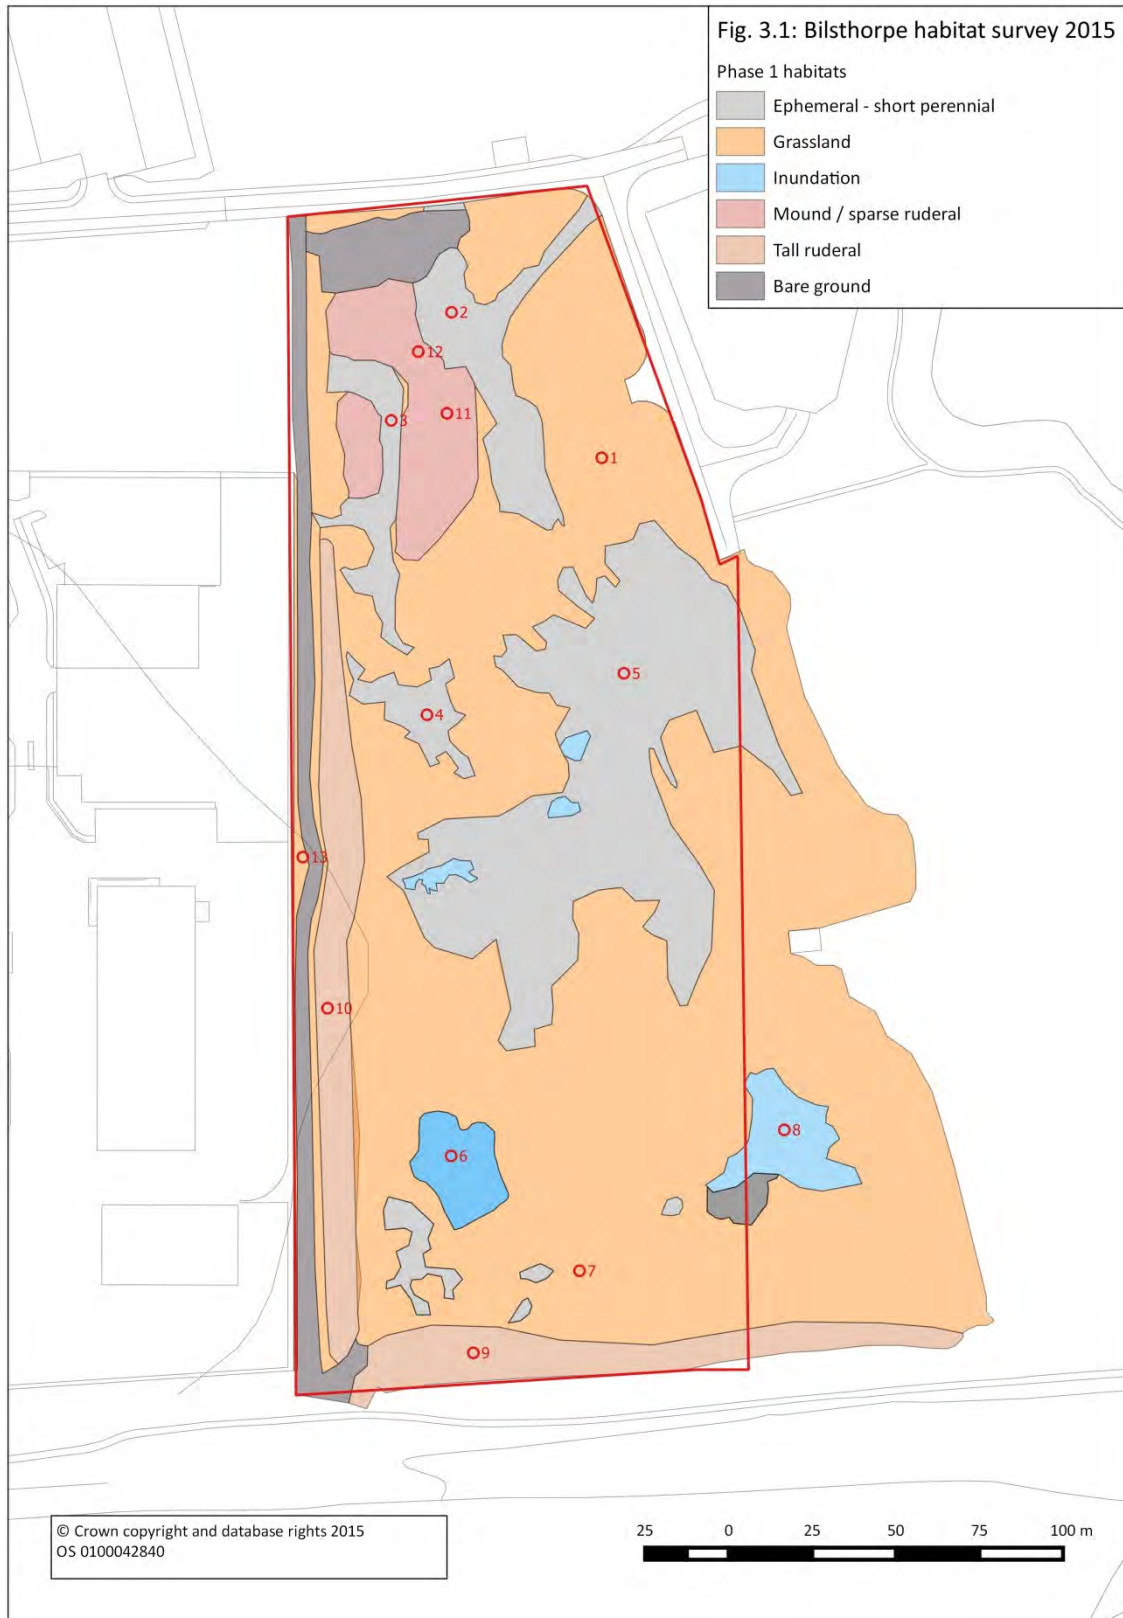 Fig. 3.1: Bilsthorpe habitat survey 2015
Phase 1 habitats
Ephemeral - short perennial
Grassland
Inundation
Mound / sparse ruderal
Tall ruderal
Bare ground
2
12
11
3
1
5
4
13
10
8
6
7
9
© Crown copyright and database rights 2015
OS 0100042840
25 0 25 50 75 100 m